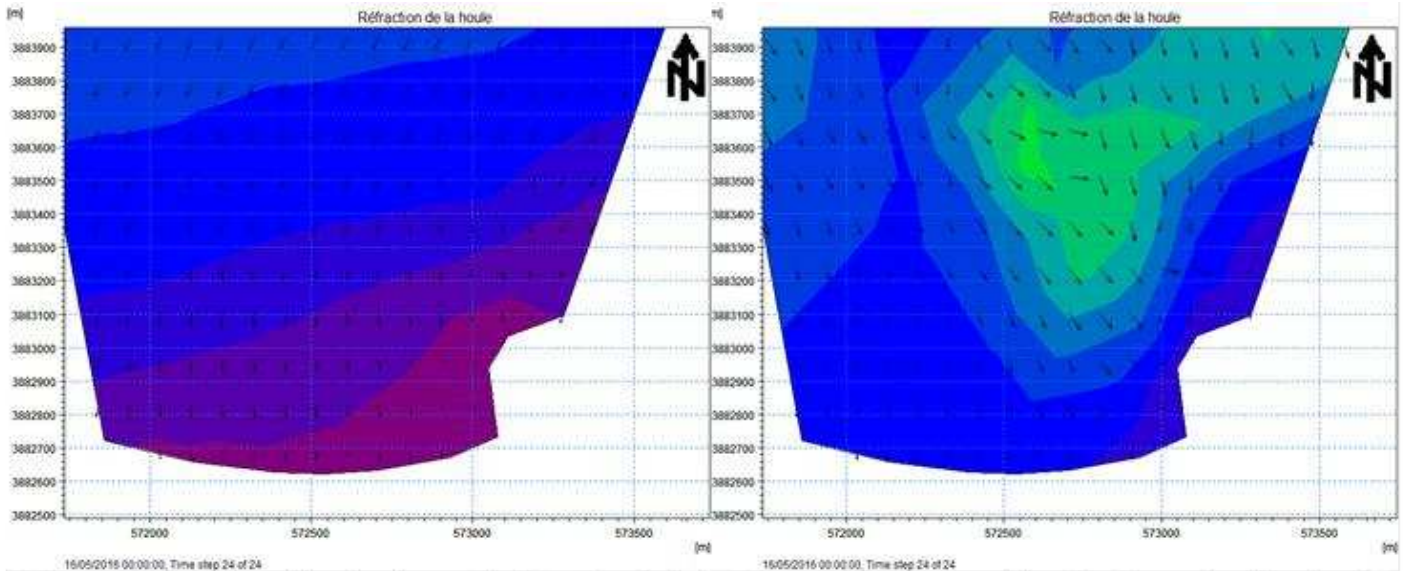 [m]
Réfraction de la houle
N
3883900
3883800
3883700
3883600
3883500
3883400
3883300
3883200
3883100
3883000
3882900
3882800
3882700
3882600
3882500
572000 572500 573000 573500
[m]
16/05/2016 00:00:00, Time step 24 of 24
m]
Réfraction de la houle
N
3883900
3883800
3883700
3883600
3883500
3883400
3883300
3883200
3883100
3883000
3882900
3882800
3882700
3882600
3882500
572000 572500 573000 573500
[m]
16/05/2016 00:00:00, Time step 24 of 24